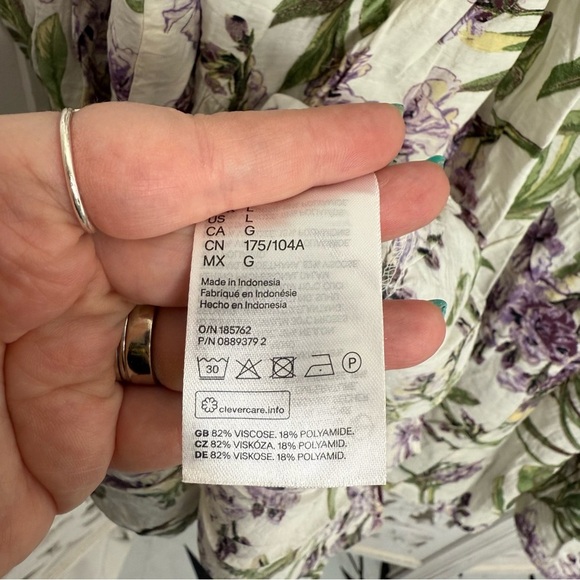 L
US L
CA G
CN 175/104A
MX G
Made in Indonesia
Fabriqué en Indonésie
Hecho en Indonesia
O/N 185762
P/N 0889379 2
30
P
clevercare.info
GB 82% VISCOSE. 18% POLYAMIDE.
CZ 82% VISKÓZA. 18% POLYAMID.
DE 82% VISKOSE. 18% POLYAMID.